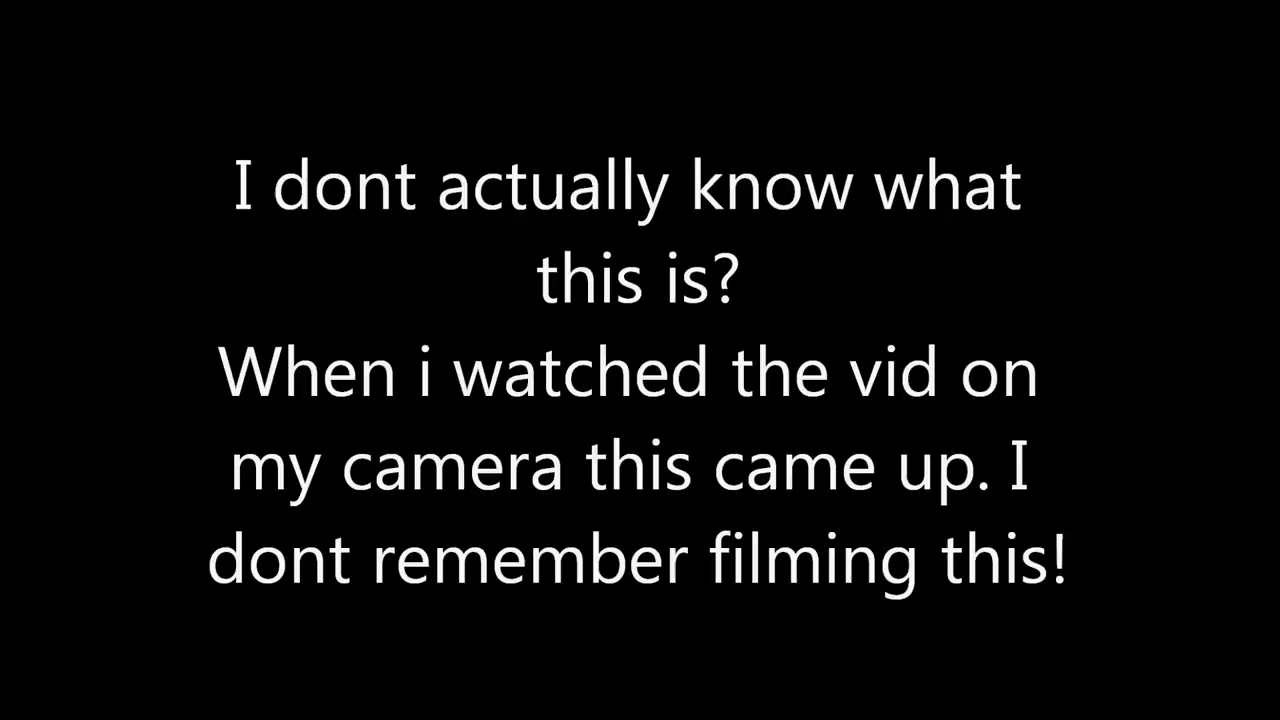 I dont actually know what
this is?
When i watched the vid on
my camera this came up. I
dont remember filming this!